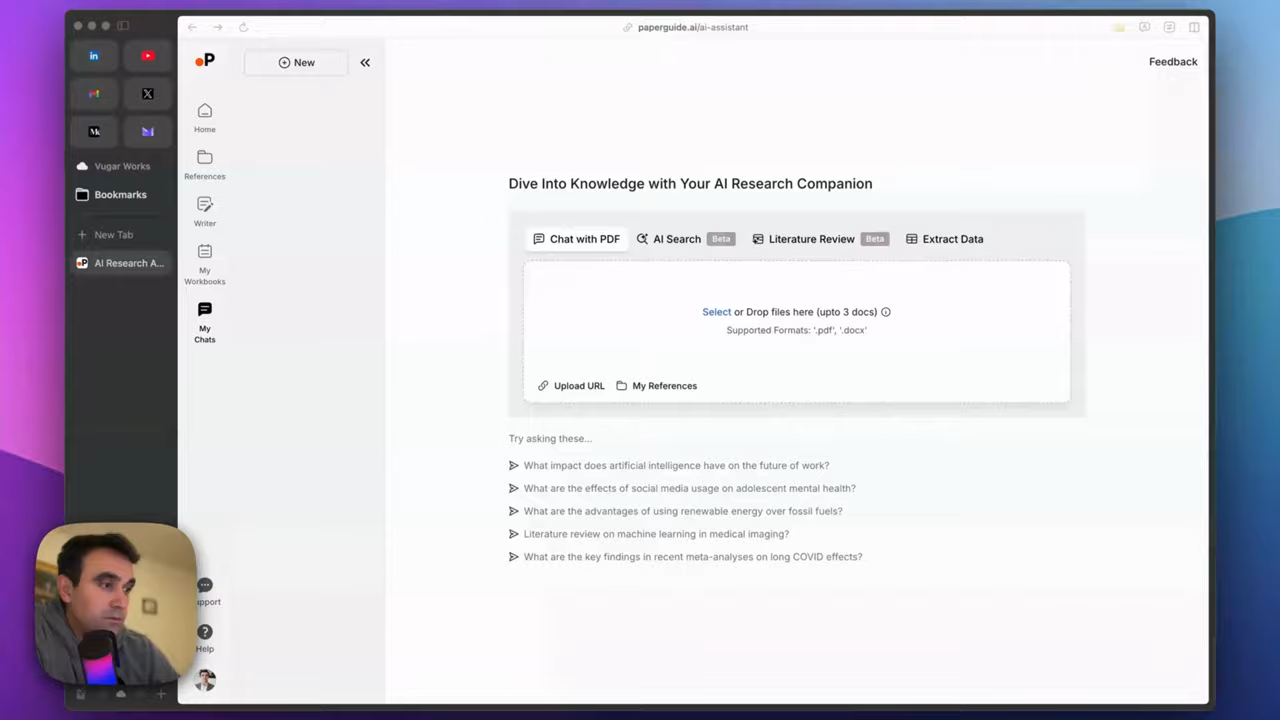 paperguide.ai/ai-assistant
in
X
Vugar Works
Bookmarks
New Tab
AI Research A...
P
New
Feedback
Home
References
Writer
My
Workbooks
My
Chats
upport
Help
Dive Into Knowledge with Your AI Research Companion
Chat with PDF
AI Search Beta
Literature Review Beta
Extract Data
Select or Drop files here (upto 3 docs)
Supported Formats: '.pdf', '.docx'
Upload URL
My References
Try asking these...
What impact does artificial intelligence have on the future of work?
What are the effects of social media usage on adolescent mental health?
What are the advantages of using renewable energy over fossil fuels?
Literature review on machine learning in medical imaging?
What are the key findings in recent meta-analyses on long COVID effects?